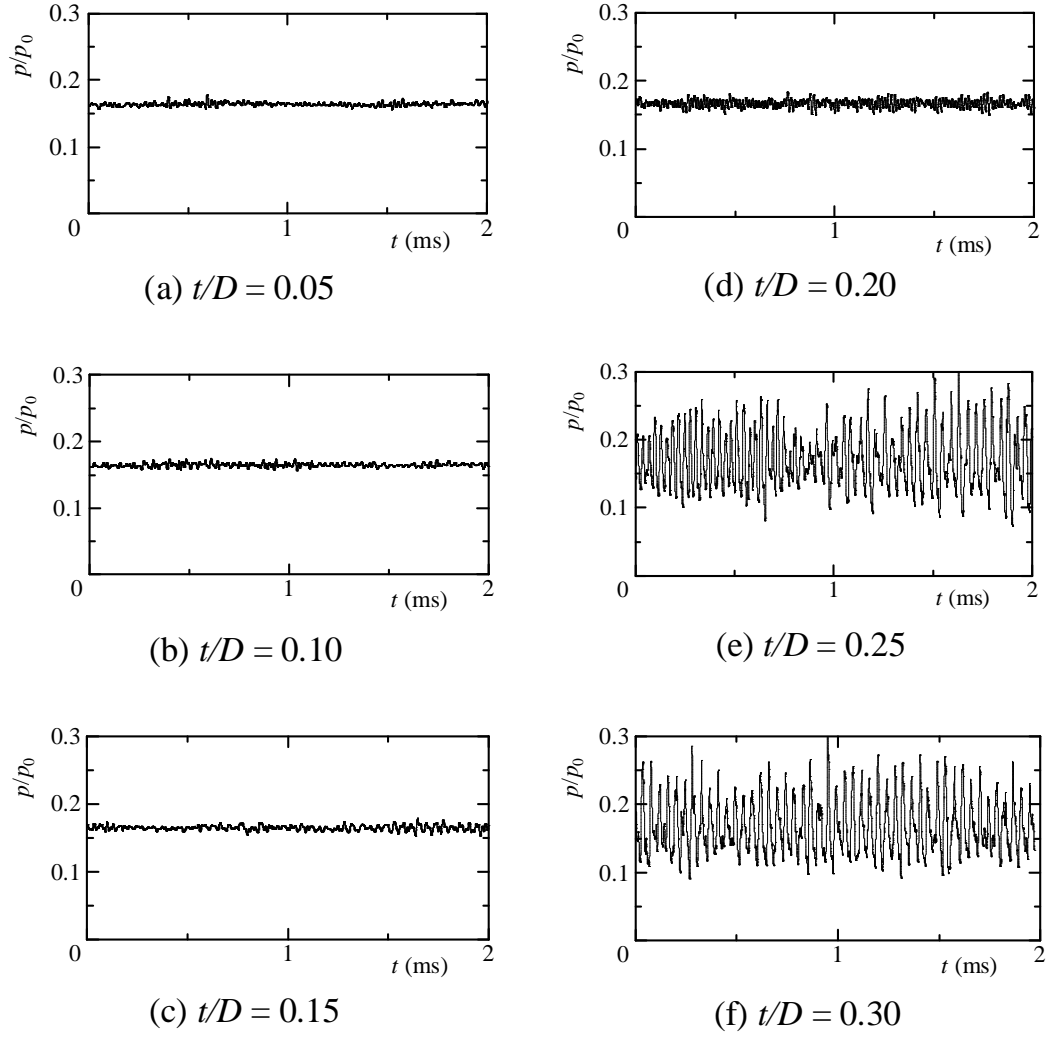 0.3
p/p0
0.2
0.1
0
1
2
t (ms)
(a) t/D = 0.05
0.3
p/p0
0.2
0.1
0
1
2
t (ms)
(d) t/D = 0.20
0.3
p/p0
0.2
0.1
0
1
2
t (ms)
(b) t/D = 0.10
0.3
p/p0
0.2
0.1
0
1
2
t (ms)
(e) t/D = 0.25
0.3
p/p0
0.2
0.1
0
1
2
t (ms)
(c) t/D = 0.15
0.3
p/p0
0.2
0.1
0
1
2
t (ms)
(f) t/D = 0.30